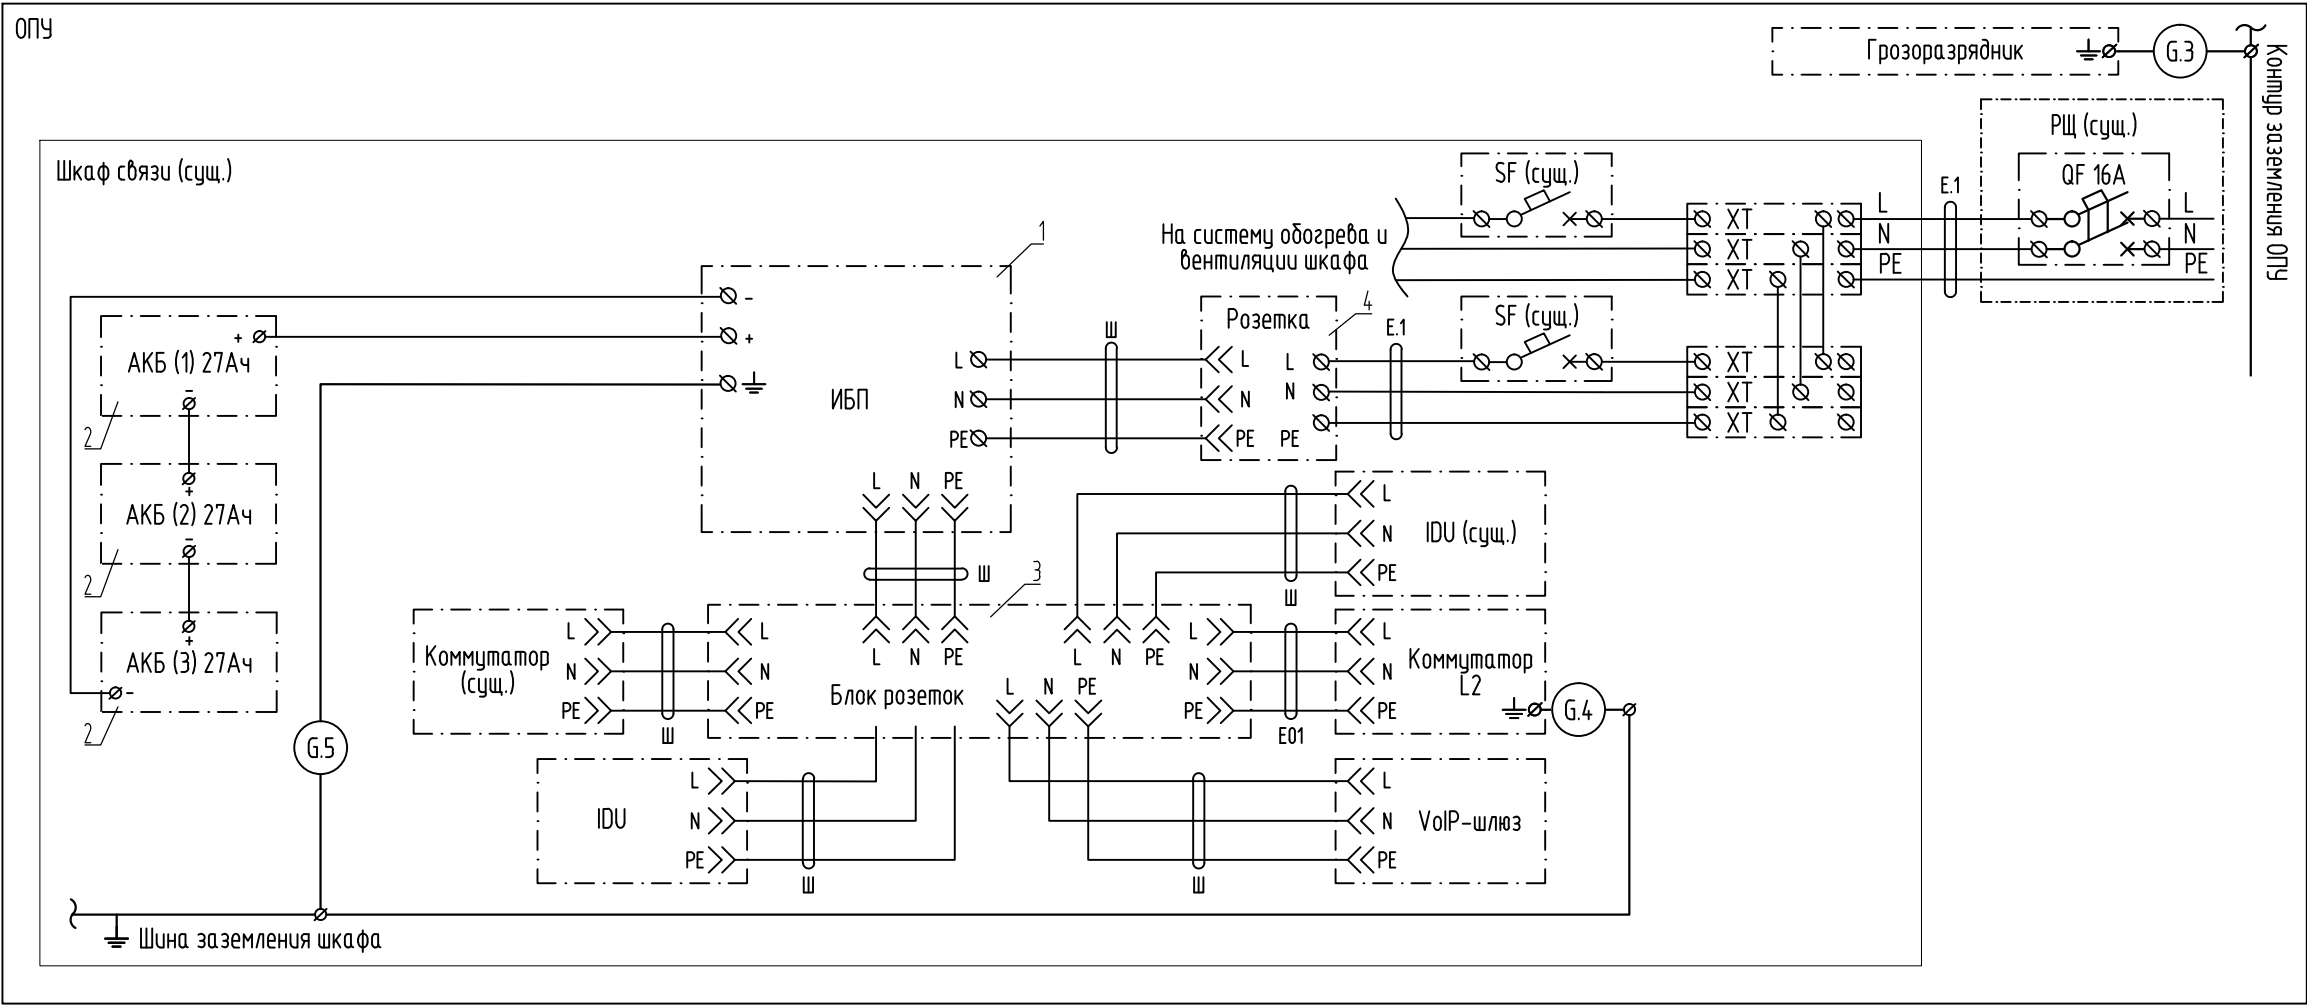 ОПУ
Грозоразрядник
G.3
Контур заземления ОПУ
РЩ (сущ.)
QF 16А
L
N
PE
E.1
L
N
PE
Шкаф связи (сущ.)
SF (сущ.)
XT
XT
XT
На систему обогрева и
вентиляции шкафа
1
-
+
ИБП
L
N
PE
L
N
PE
Ш
Розетка
4
L
N
PE
L
N
PE
E.1
SF (сущ.)
XT
XT
XT
+
АКБ (1) 27Ач
-
2
+
АКБ (2) 27Ач
-
2
+
АКБ (3) 27Ач
-
2
G.5
Ш
3
L
N
PE
IDU (сущ.)
Ш
Коммутатор
(сущ.)
L
N
PE
Ш
L
N
PE
L
N
PE
L
N
PE
L
N
PE
Блок розеток
L
N
PE
E01
L
N
PE
Коммутатор
L2
G.4
IDU
L
N
PE
Ш
Ш
L
N
PE
VoIP-шлюз
Шина заземления шкафа